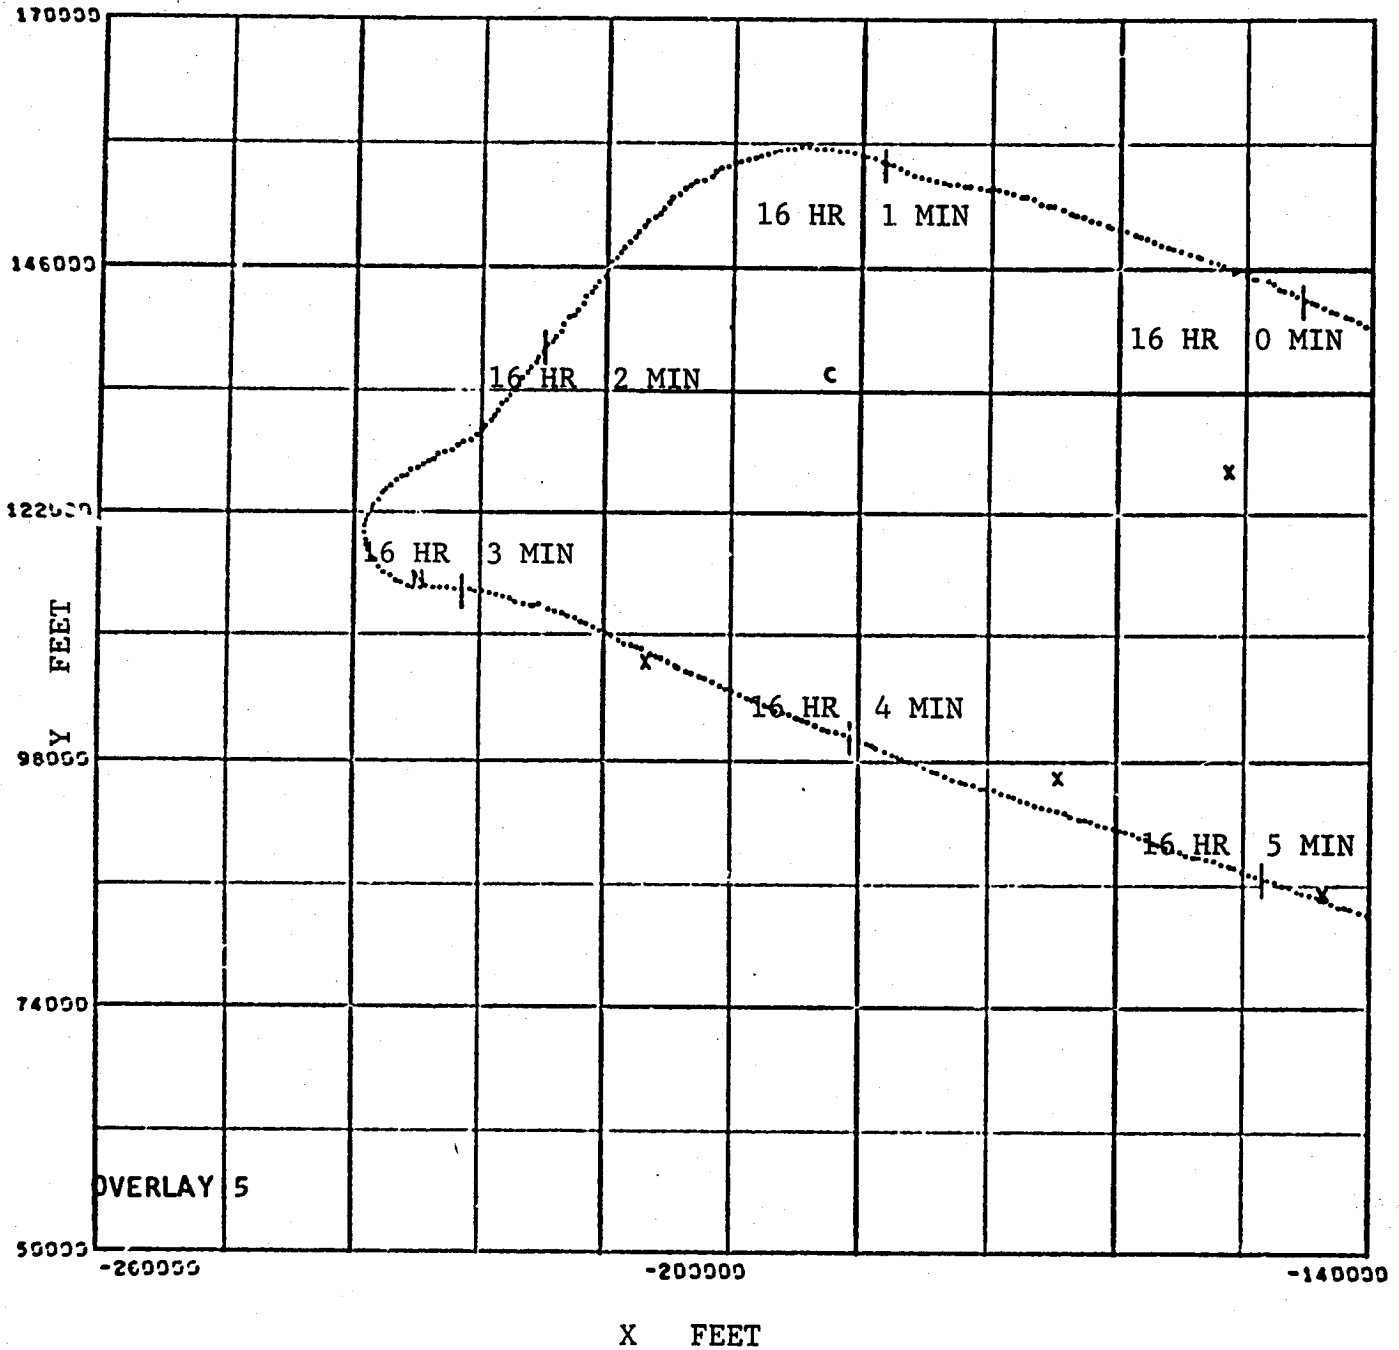 170000
16 HR 1 MIN
146000
16 HR 0 MIN
16 HR 2 MIN
C
X
122000
16 HR 3 MIN
N
Y FEET
X
16 HR 4 MIN
98000
X
16 HR 5 MIN
X
74000
OVERLAY 5
50000
-260000 -200000 -140000
X FEET